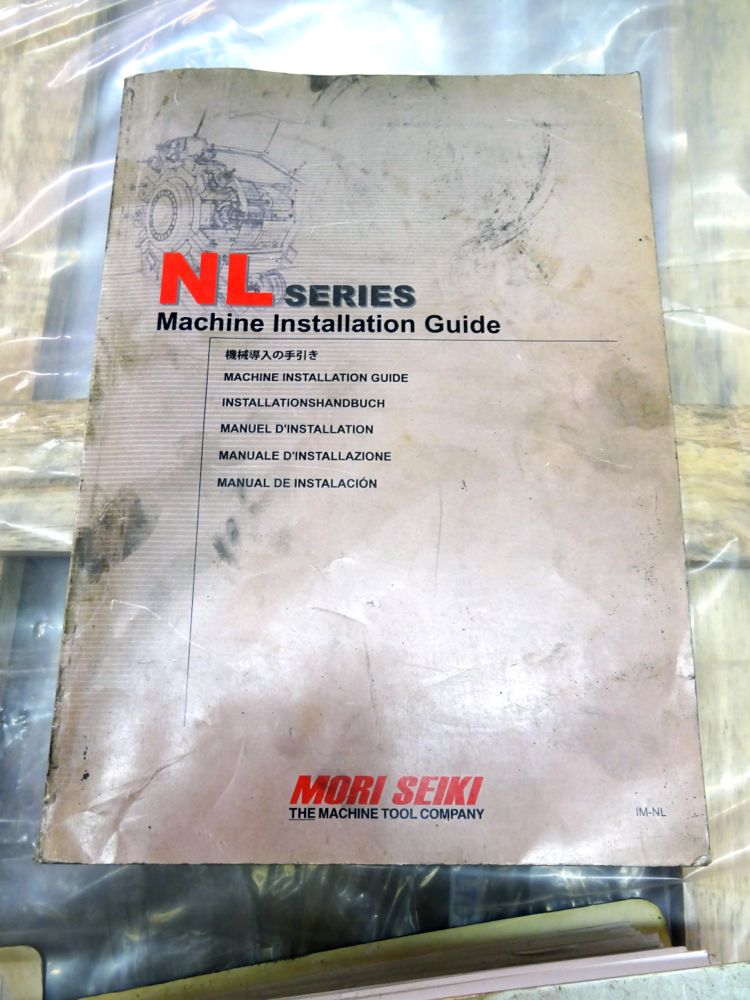 NL SERIES
Machine Installation Guide
機械導入の手引き
MACHINE INSTALLATION GUIDE
INSTALLATIONSHANDBUCH
MANUEL D'INSTALLATION
MANUALE D'INSTALLAZIONE
MANUAL DE INSTALACIÓN
MORI SEIKI
THE MACHINE TOOL COMPANY
IM-NL